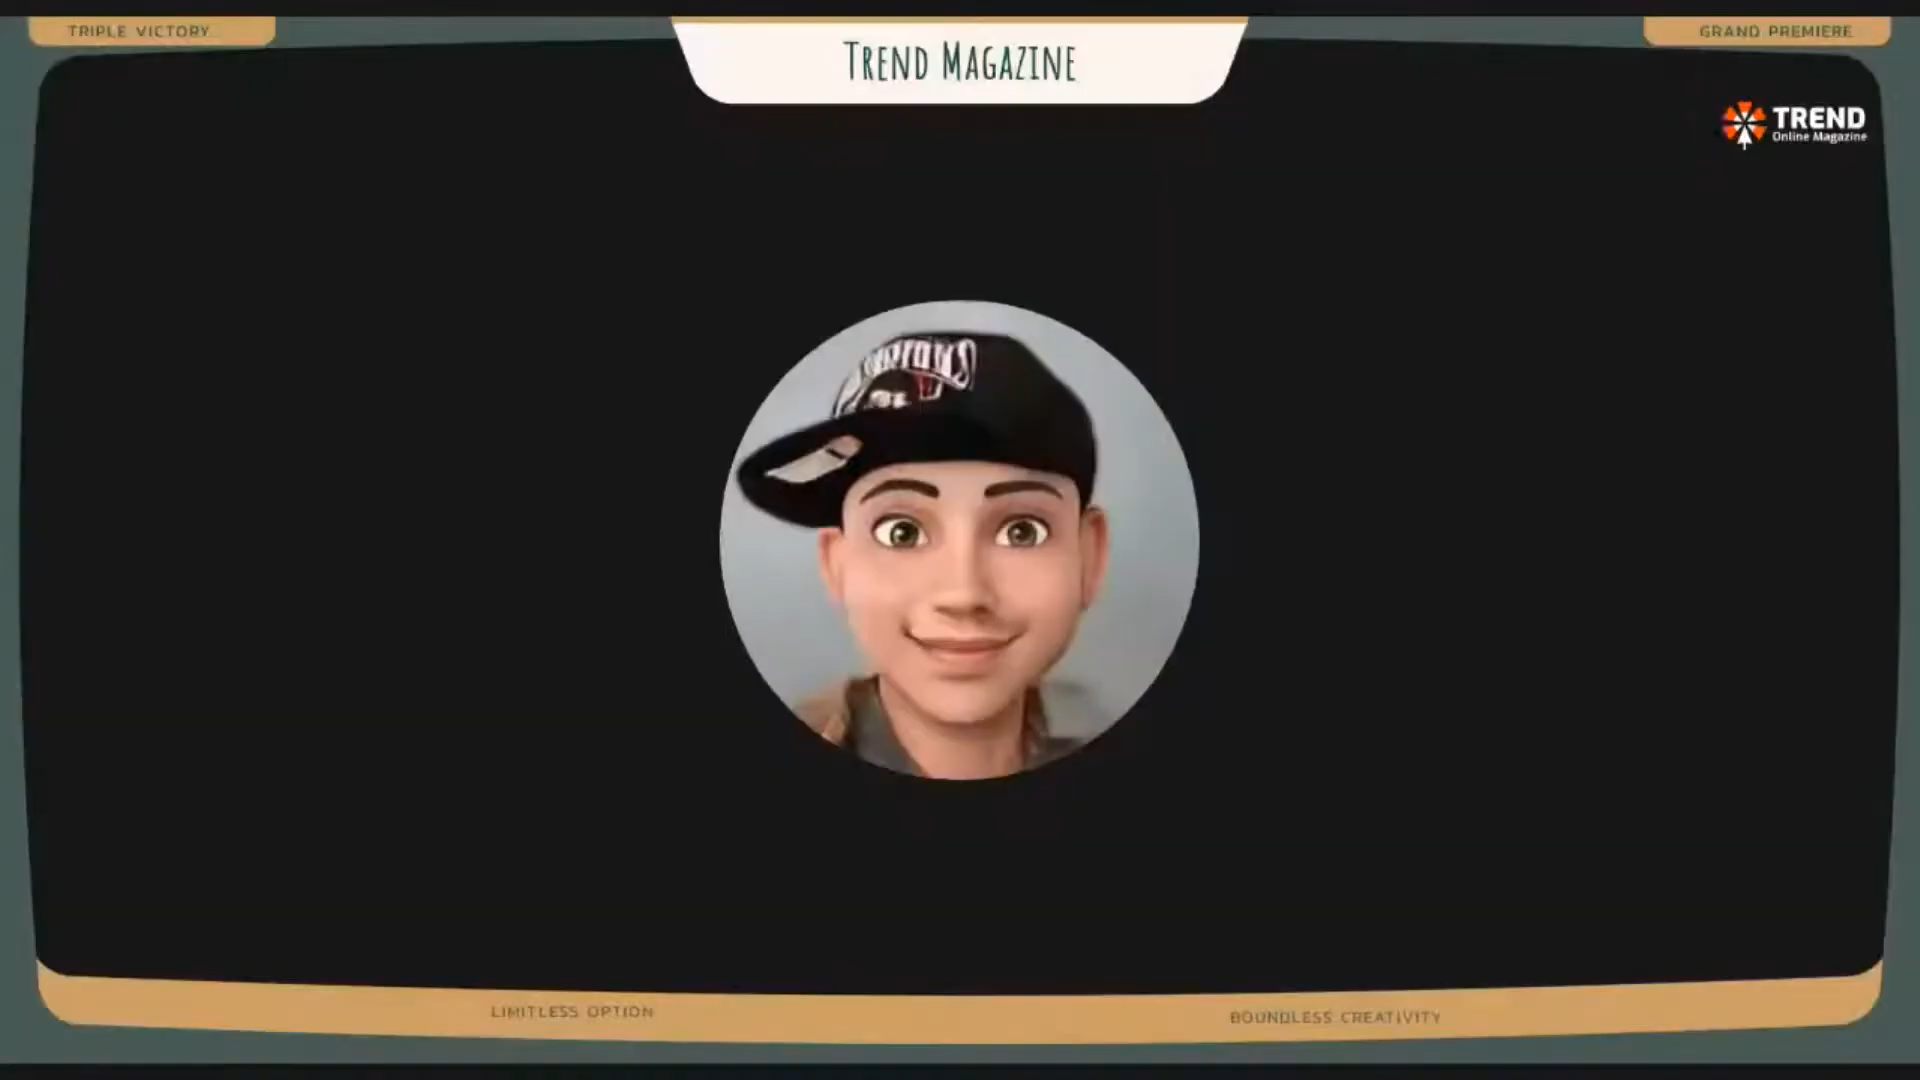 TRIPLE VICTORY
TREND MAGAZINE
GRAND PREMIERE
TREND
Online Magazine
LIMITLESS OPTION
BOUNDLESS CREATIVITY